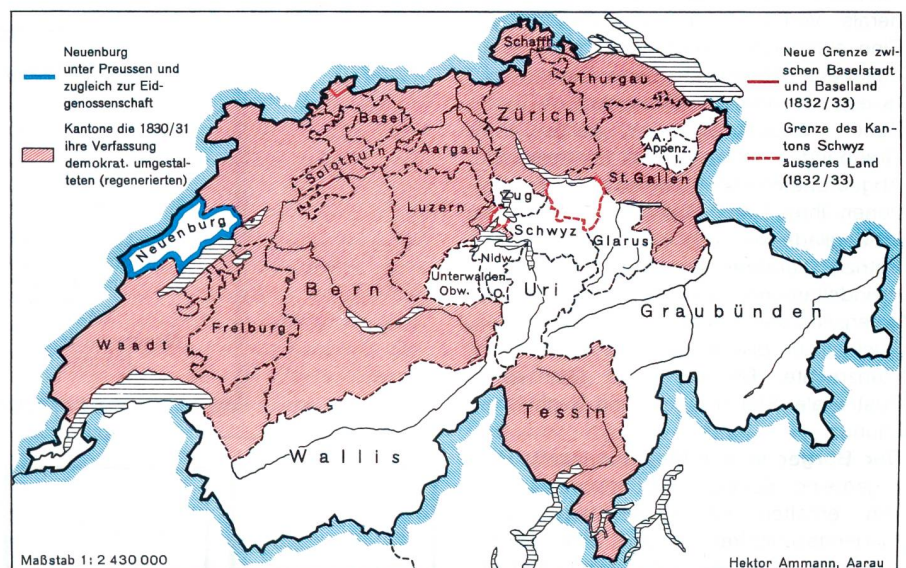 Neuenburg
unter Preussen und
zugleich zur Eid-
genossenschaft
Kantone die 1830/31
ihre Verfassung
demokrat. umgestal-
teten (regenerierten)
Neue Grenze zwi-
schen Baselstadt
und Baselland
(1832/33)
Grenze des Kan-
tons Schwyz
äusseres Land
(1832/33)
Schaffh.
Thurgau
Zürich
Basel
Aargau
Solothurn
A.
Appenz.
I.
St. Gallen
Zug
Luzern
Schwyz
Glarus
Neuenburg
Nidw.
Unterwalden
Obw.
Uri
Bern
Graubünden
Freiburg
Waadt
Tessin
Wallis
Maßstab 1: 2 430 000
Hektor Ammann, Aarau